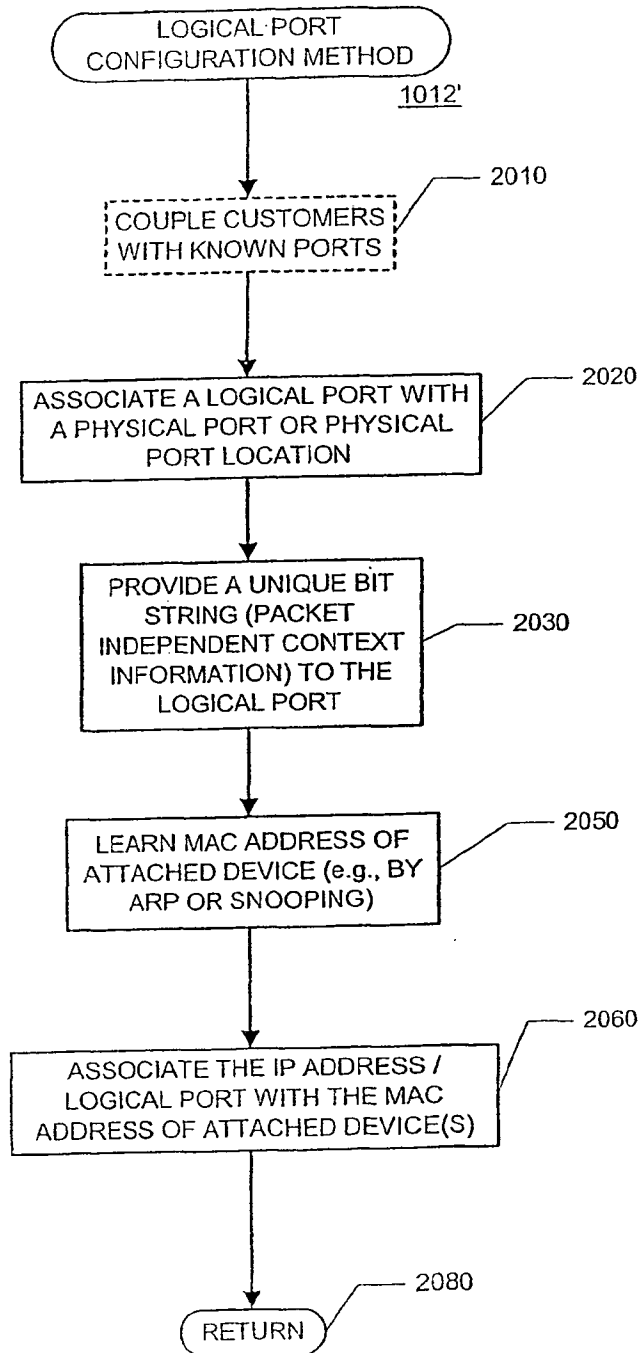 LOGICAL PORT
CONFIGURATION METHOD
1012'
2010
COUPLE CUSTOMERS
WITH KNOWN PORTS
2020
ASSOCIATE A LOGICAL PORT WITH
A PHYSICAL PORT OR PHYSICAL
PORT LOCATION
PROVIDE A UNIQUE BIT
STRING (PACKET
INDEPENDENT CONTEXT
INFORMATION) TO THE
LOGICAL PORT
2030
2050
LEARN MAC ADDRESS OF
ATTACHED DEVICE (e.g., BY
ARP OR SNOOPING)
2060
ASSOCIATE THE IP ADDRESS /
LOGICAL PORT WITH THE MAC
ADDRESS OF ATTACHED DEVICE(S)
2080
RETURN